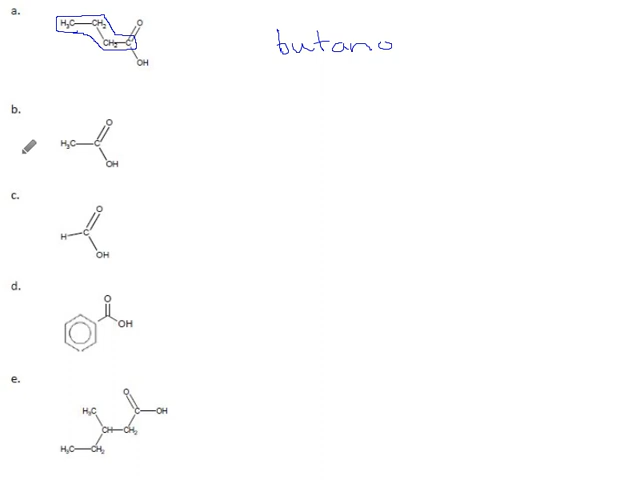 a.
H₃C—CH₂ O
CH₂—C
OH
butano
b.
O
H₃C—C
OH
c.
O
H—C
OH
d.
O
OH
e.
O
H₃C C—OH
CH—CH₂
H₃C—CH₂